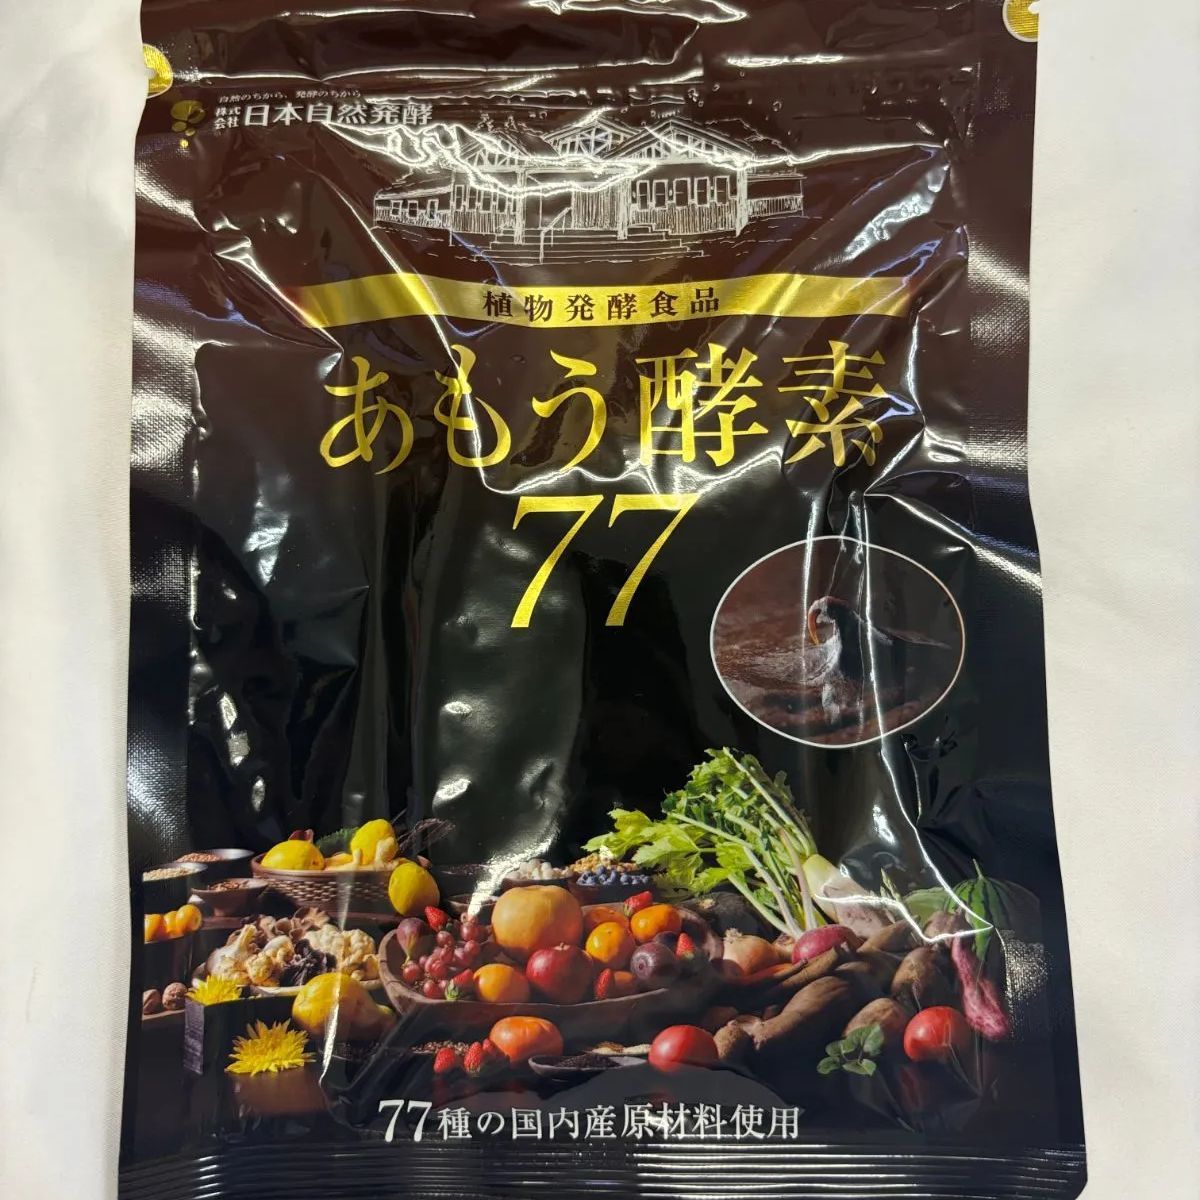 自然のちから、発酵のちから
株式会社 日本自然発酵
植物発酵食品
あもう酵素
77
77種の国内産原材料使用